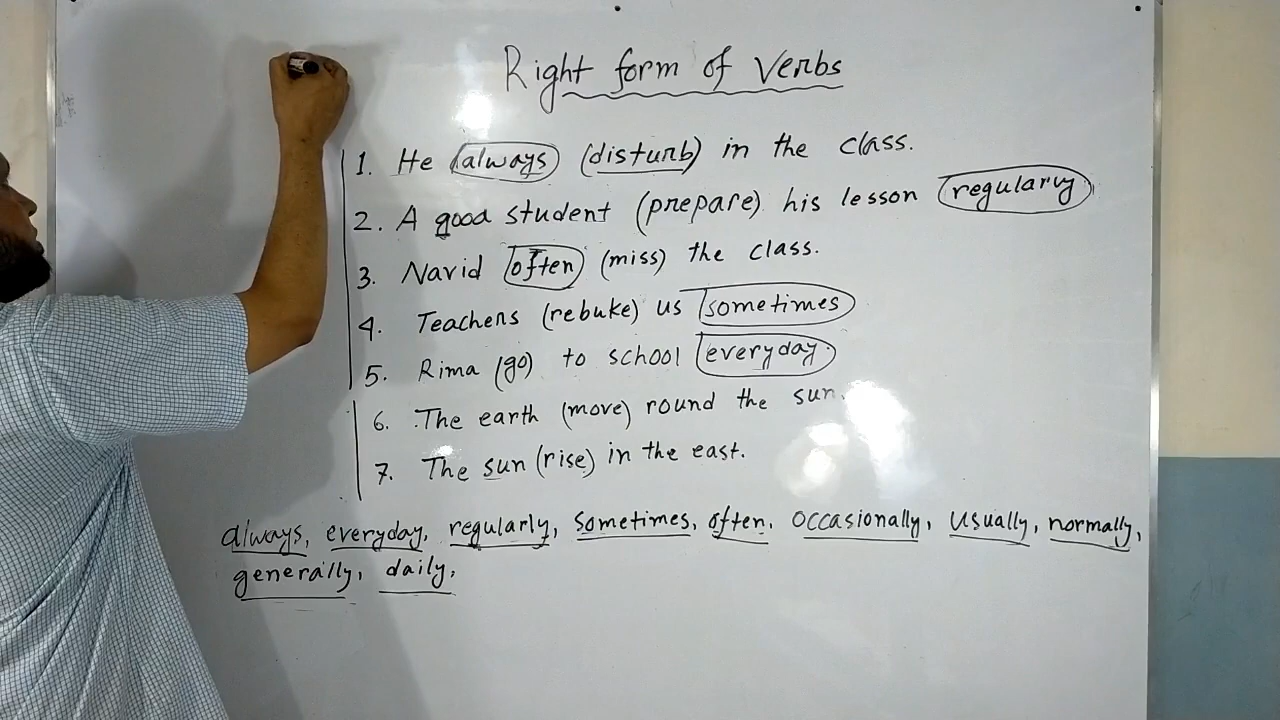 Right form of Verbs
1. He always (disturb) in the class.
2. A good student (prepare) his lesson regularly
3. Navid often (miss) the class.
4. Teachers (rebuke) us sometimes
5. Rima (go) to school everyday.
6. The earth (move) round the sun.
7. The sun (rise) in the east.
always, everyday, regularly, sometimes, often, occasionally, usually, normally,
generally, daily,